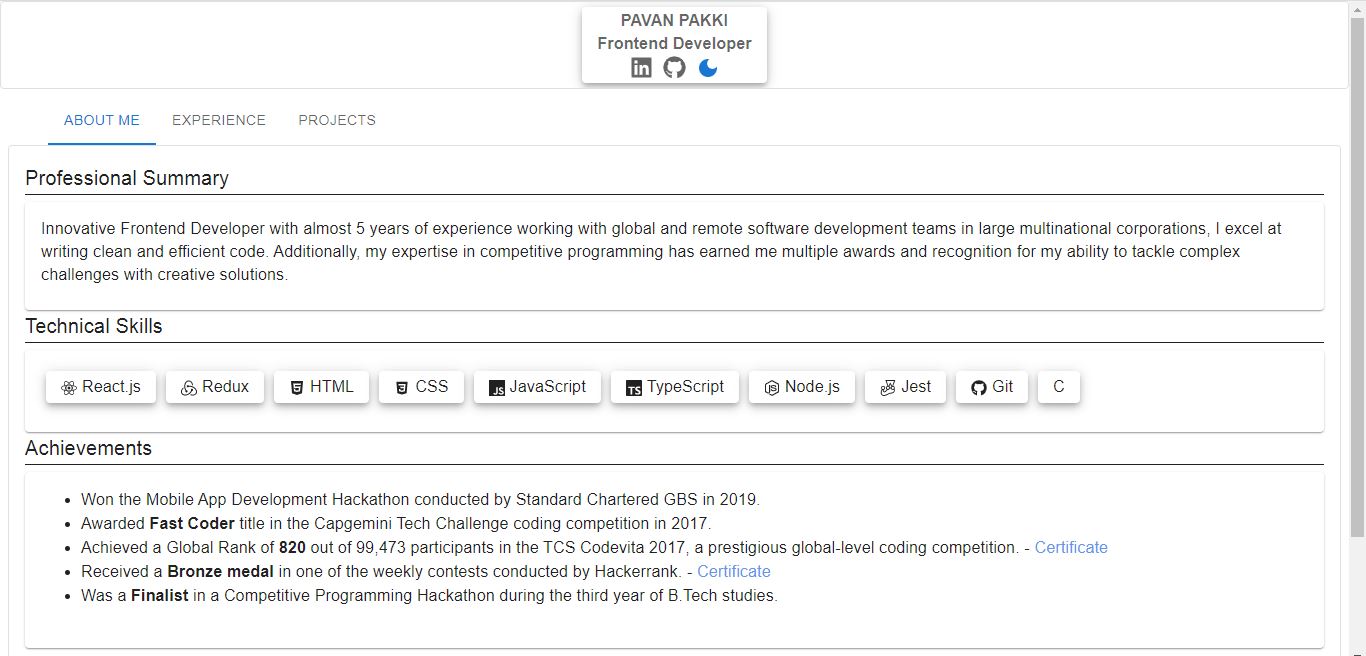 PAVAN PAKKI
Frontend Developer
in
ABOUT ME EXPERIENCE PROJECTS
Professional Summary
Innovative Frontend Developer with almost 5 years of experience working with global and remote software development teams in large multinational corporations, I excel at
writing clean and efficient code. Additionally, my expertise in competitive programming has earned me multiple awards and recognition for my ability to tackle complex
challenges with creative solutions.
Technical Skills
React.js Redux HTML CSS JS JavaScript TS TypeScript Node.js Jest Git C
Achievements
• Won the Mobile App Development Hackathon conducted by Standard Chartered GBS in 2019.
• Awarded Fast Coder title in the Capgemini Tech Challenge coding competition in 2017.
• Achieved a Global Rank of 820 out of 99,473 participants in the TCS Codevita 2017, a prestigious global-level coding competition. - Certificate
• Received a Bronze medal in one of the weekly contests conducted by Hackerrank. - Certificate
• Was a Finalist in a Competitive Programming Hackathon during the third year of B.Tech studies.